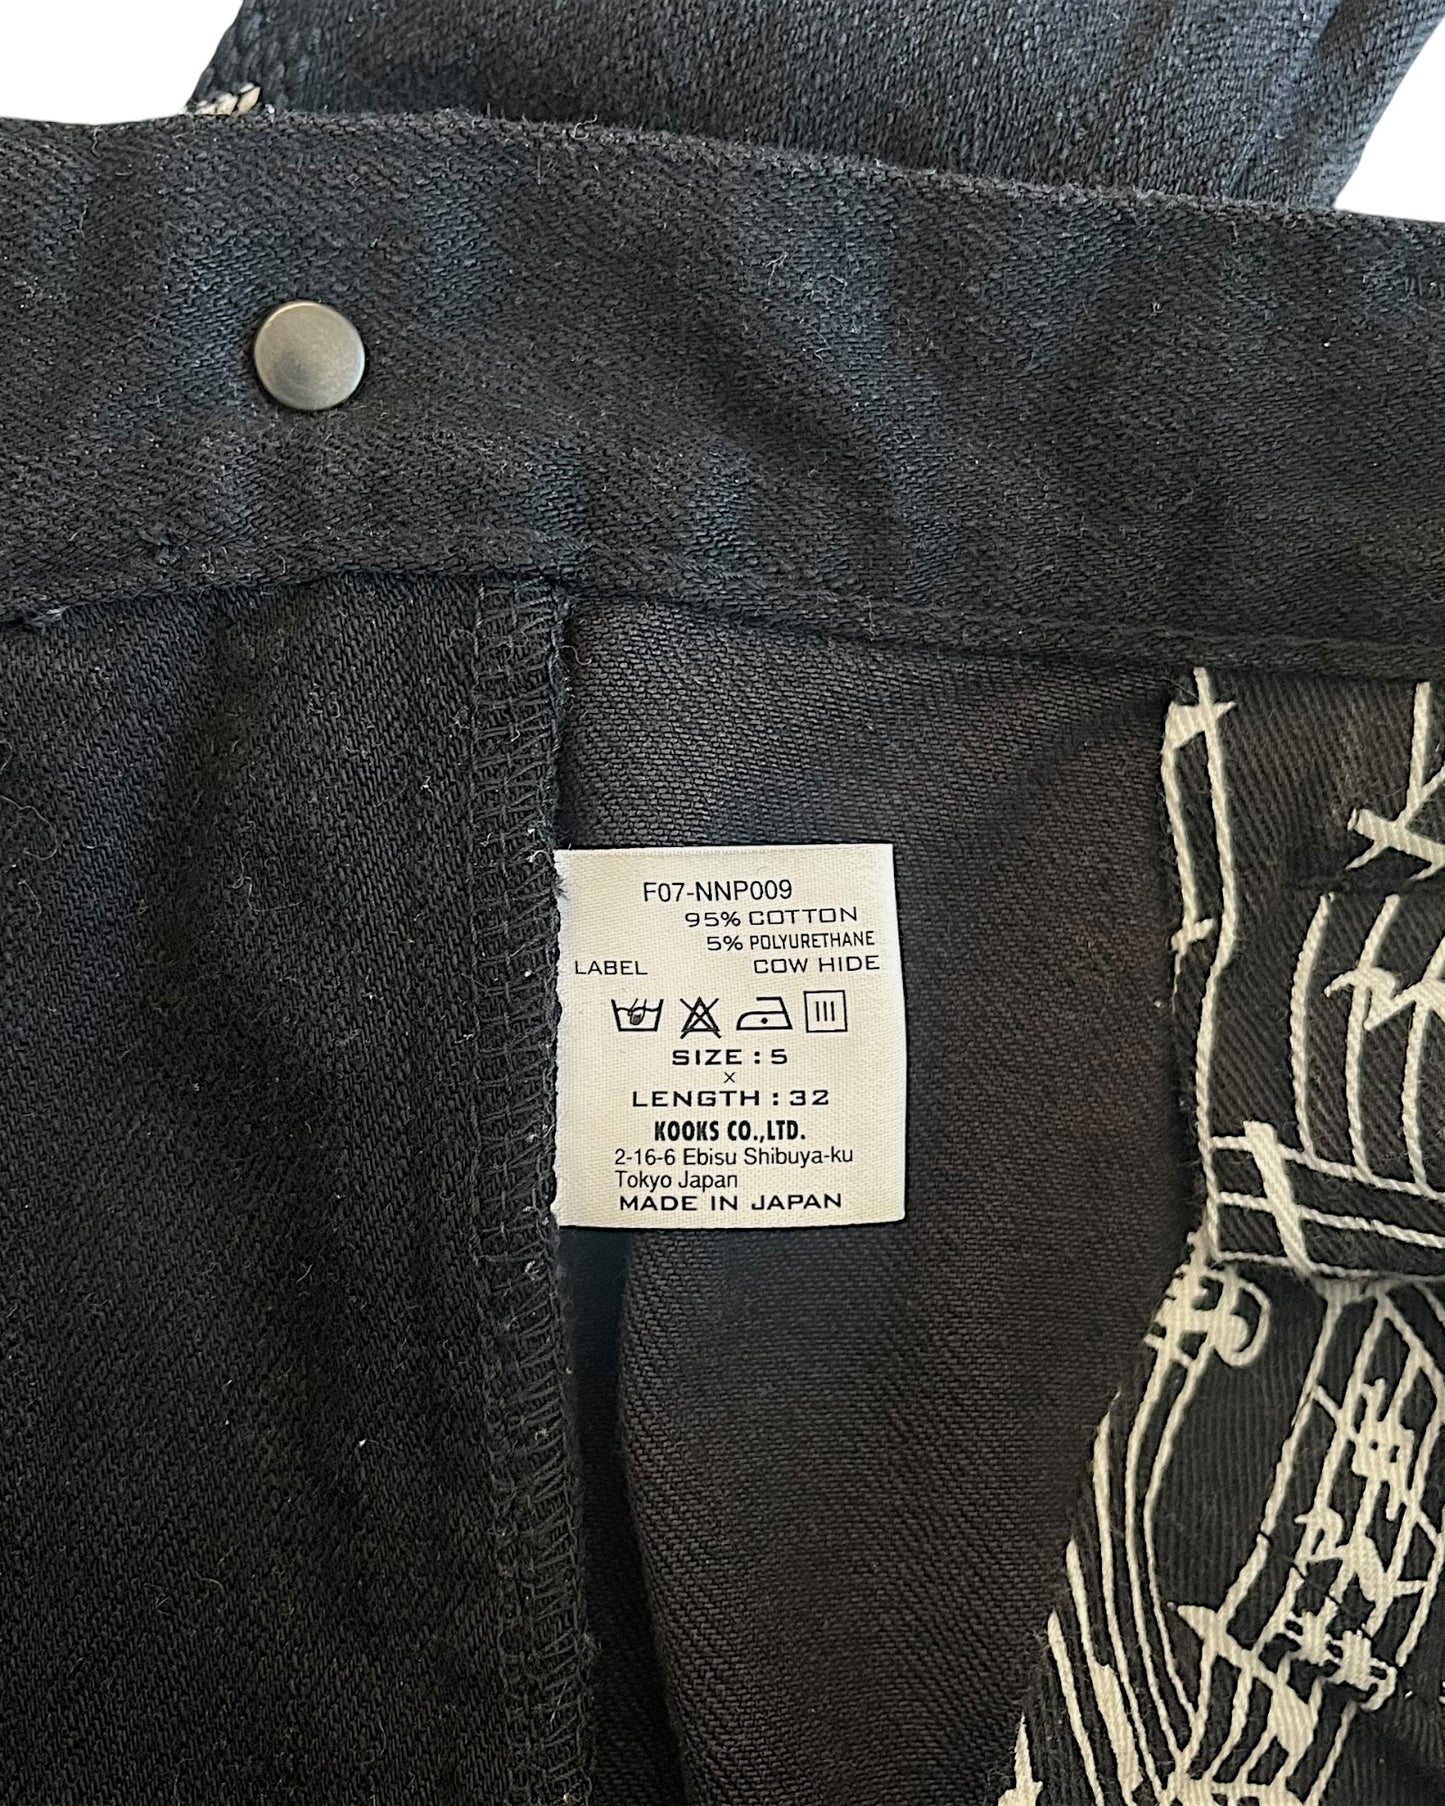 F07-NNP009
95% COTTON
5% POLYURETHANE
LABEL COW HIDE
SIZE : 5
×
LENGTH : 32
KOOKS CO.,LTD.
2-16-6 Ebisu Shibuya-ku
Tokyo Japan
MADE IN JAPAN